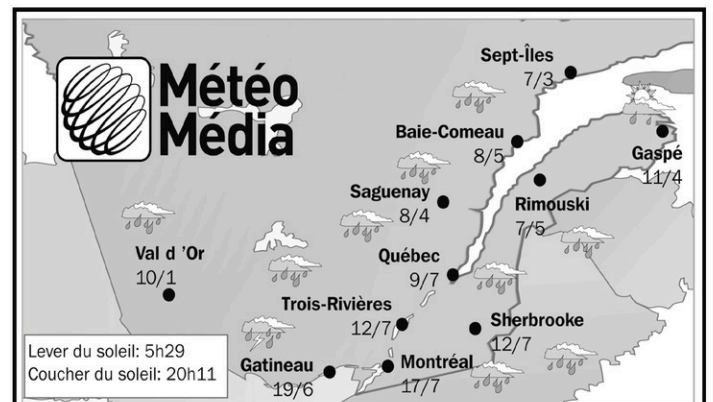 Météo
Média
Sept-Îles
7/3
Baie-Comeau
8/5
Gaspé
11/4
Saguenay
8/4
Rimouski
7/5
Val d 'Or
10/1
Québec
9/7
Trois-Rivières
12/7
Sherbrooke
12/7
Gatineau
19/6
Montréal
17/7
Lever du soleil: 5h29
Coucher du soleil: 20h11